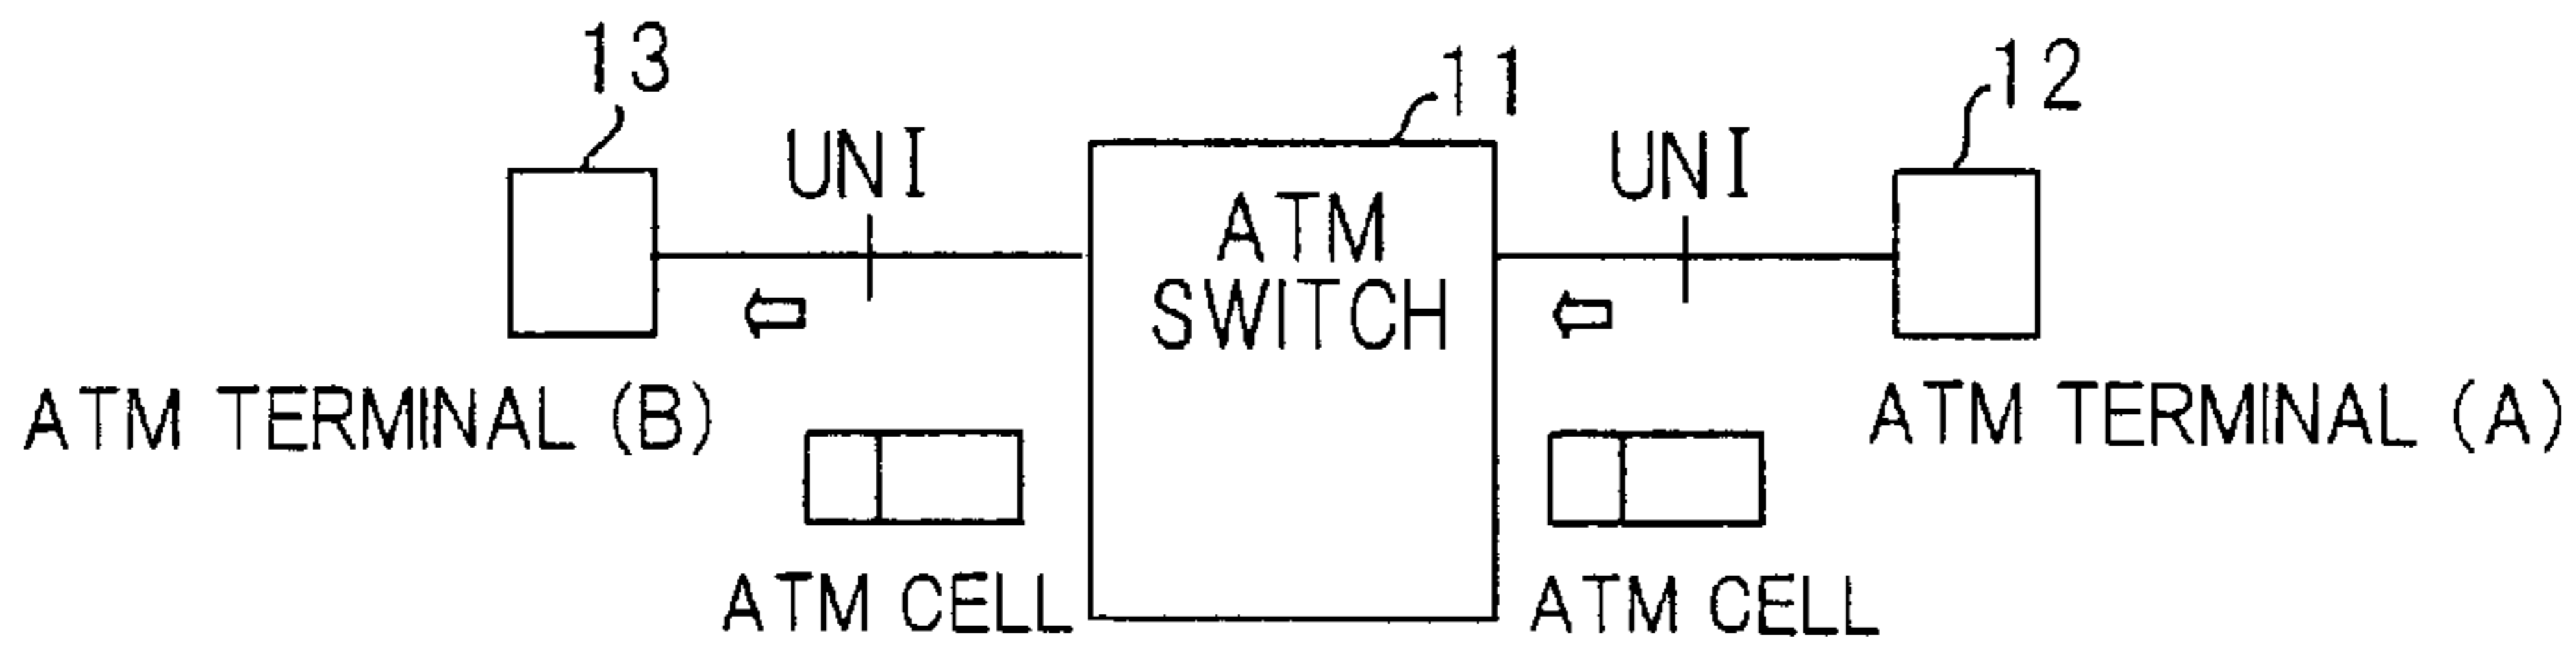 13
11
12
UNI
UNI
ATM
SWITCH
ATM TERMINAL (B)
ATM TERMINAL (A)
ATM CELL
ATM CELL